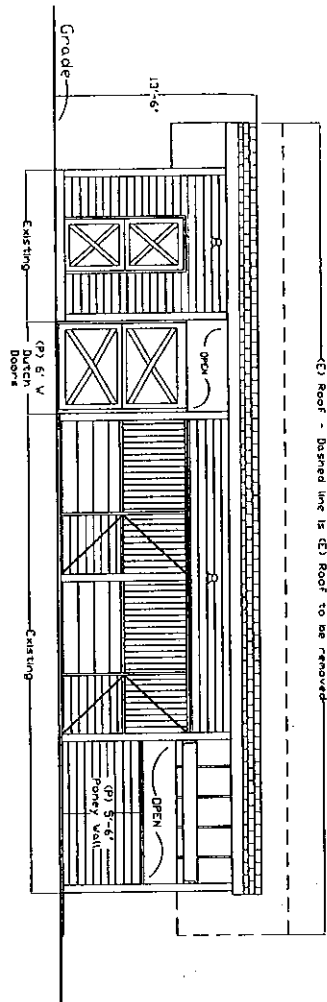 (E) Roof - Dashed line is (E) Roof to be removed
13'-6"
OPEN
OPEN
(P) 5'-6"
Poney Wall
Grade
Existing
(P) 6' W
Dutch
Doors
Existing